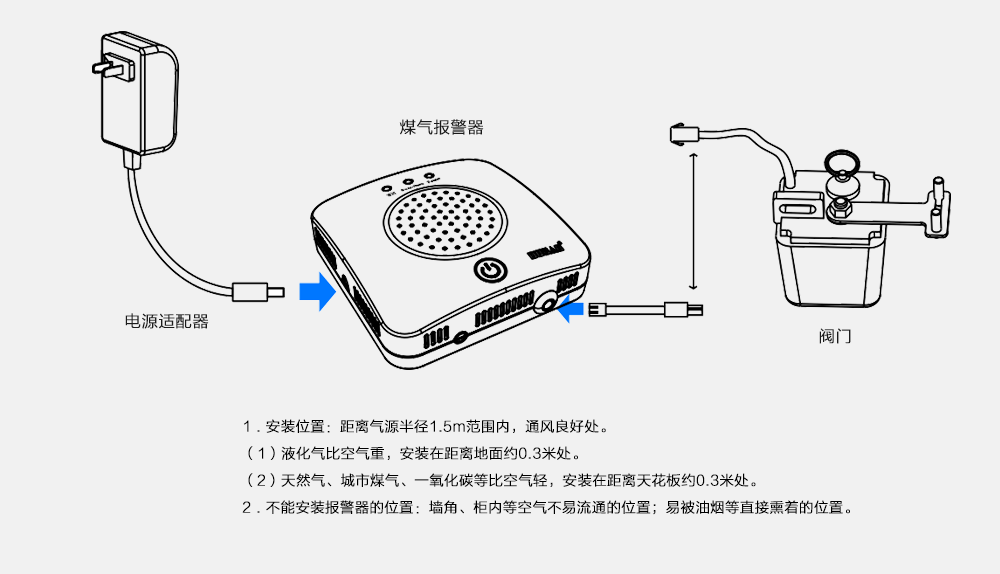 煤气报警器
电源适配器
阀门
1．安装位置：距离气源半径1.5m范围内，通风良好处。
（1）液化气比空气重，安装在距离地面约0.3米处。
（2）天然气、城市煤气、一氧化碳等比空气轻，安装在距离天花板约0.3米处。
2．不能安装报警器的位置：墙角、柜内等空气不易流通的位置；易被油烟等直接熏着的位置。